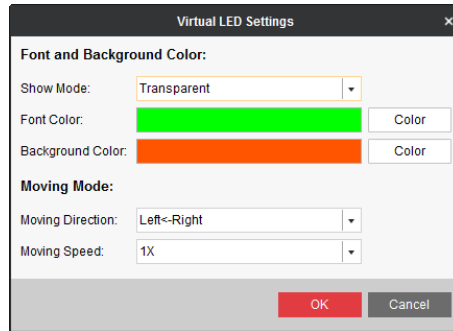 Virtual LED Settings ×
Font and Background Color:
Show Mode: Transparent
Font Color: Color
Background Color: Color
Moving Mode:
Moving Direction: Left<-Right
Moving Speed: 1X
OK Cancel